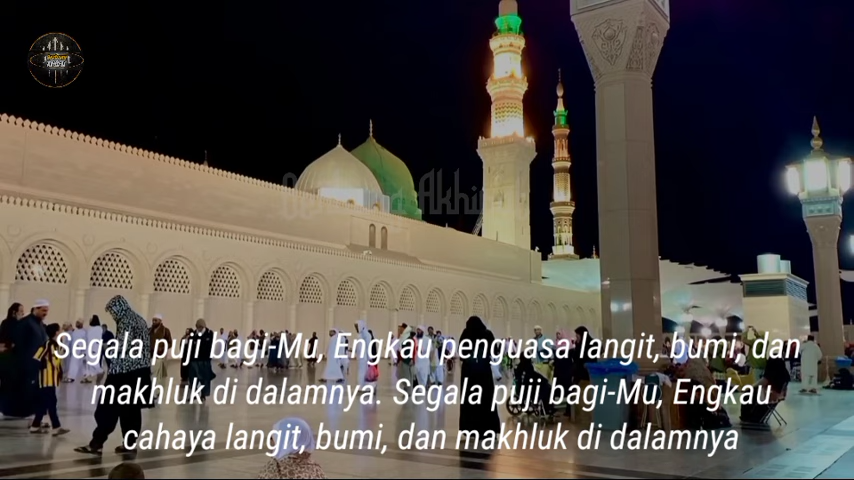 Segala puji bagi-Mu, Engkau penguasa langit, bumi, dan
makhluk di dalamnya. Segala puji bagi-Mu, Engkau
cahaya langit, bumi, dan makhluk di dalamnya